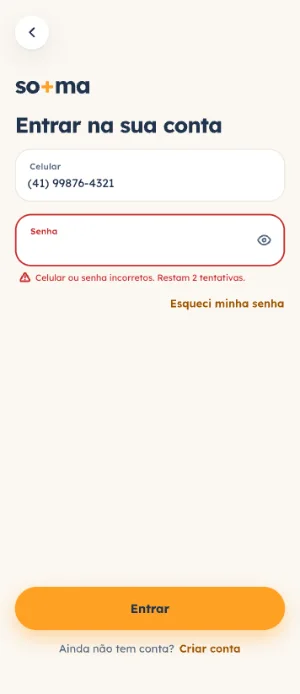 so+ma
Entrar na sua conta
Celular
(41) 99876-4321
Senha
Celular ou senha incorretos. Restam 2 tentativas.
Esqueci minha senha
Entrar
Ainda não tem conta? Criar conta